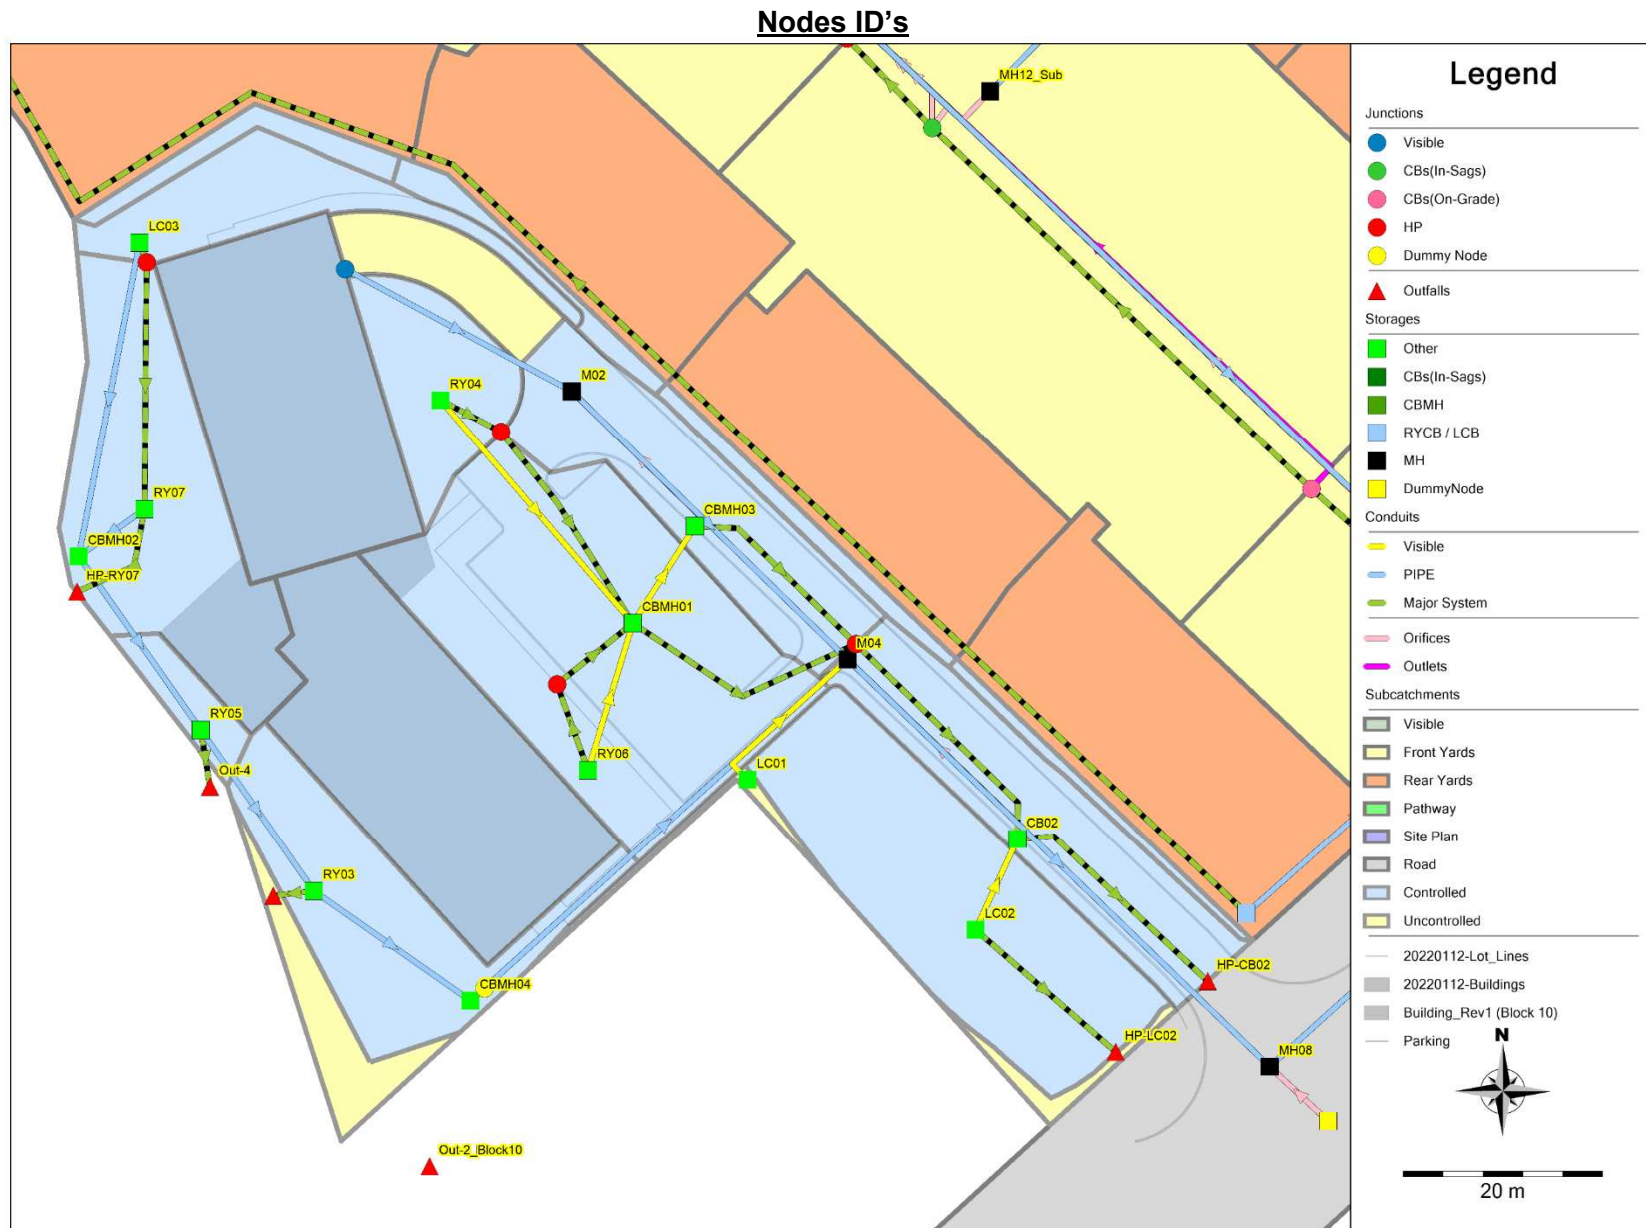 Nodes ID's
MH12_Sub
LC03
M02
RY04
RY07
CBMH03
CBMH02
HP-RY07
CBMH01
M04
RY05
RY06
Out-4
LC01
CB02
RY03
LC02
HP-CB02
CBMH04
HP-LC02
MH08
Out-2_Block10
Legend
Junctions
Visible
CBs(In-Sags)
CBs(On-Grade)
HP
Dummy Node
Outfalls
Storages
Other
CBs(In-Sags)
CBMH
RYCB / LCB
MH
DummyNode
Conduits
Visible
PIPE
Major System
Orifices
Outlets
Subcatchments
Visible
Front Yards
Rear Yards
Pathway
Site Plan
Road
Controlled
Uncontrolled
20220112-Lot_Lines
20220112-Buildings
Building_Rev1 (Block 10)
Parking
N
20 m